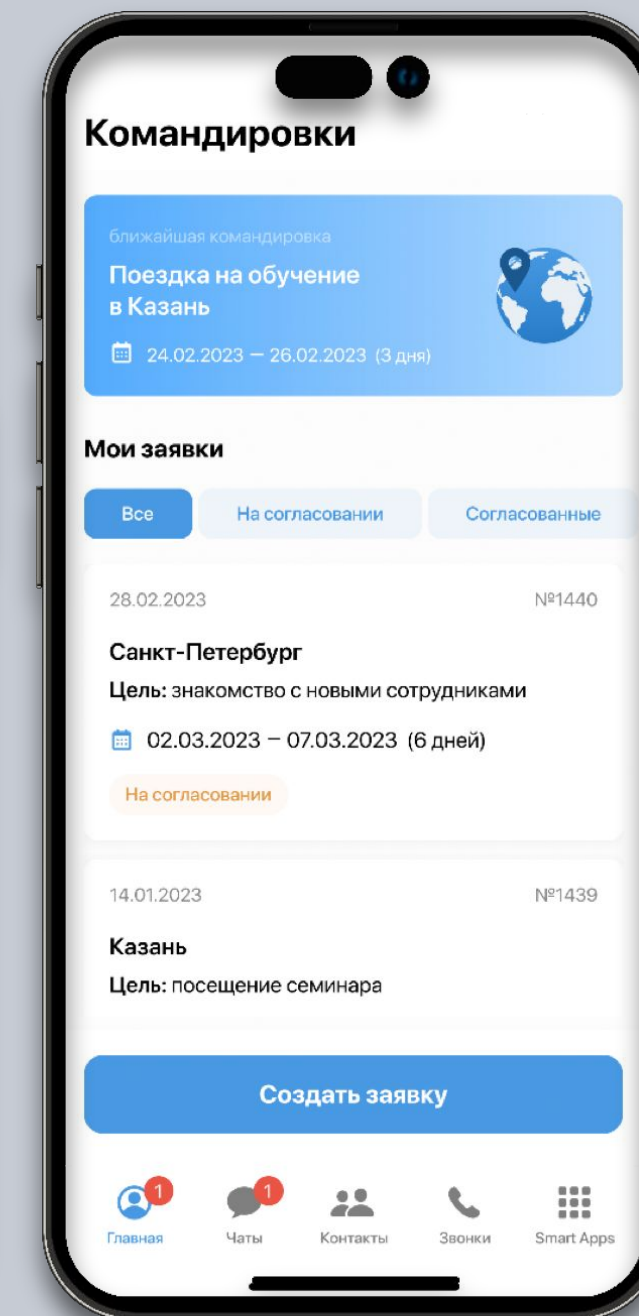 Командировки
ближайшая командировка
Поездка на обучение
в Казань
24.02.2023 — 26.02.2023 (3 дня)
Мои заявки
Все На согласовании Согласованные
28.02.2023 №1440
Санкт-Петербург
Цель: знакомство с новыми сотрудниками
02.03.2023 — 07.03.2023 (6 дней)
На согласовании
14.01.2023 №1439
Казань
Цель: посещение семинара
Создать заявку
1 1
Главная Чаты Контакты Звонки Smart Apps